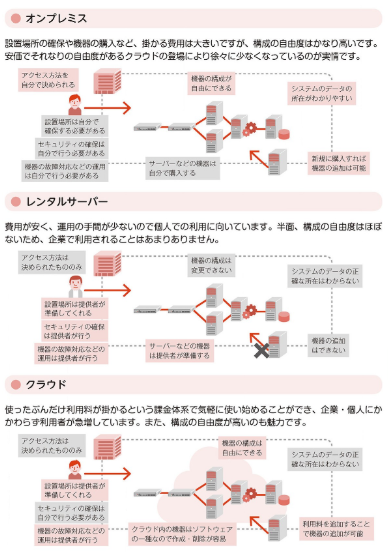 オンプレミス
設置場所の確保や機器の購入など、掛かる費用は大きいですが、構成の自由度はかなり高いです。
安価でそれなりの自由度があるクラウドの登場により徐々に少なくなっているのが実情です。
アクセス方法を
自分で決められる
機器の構成が
自由にできる
システムのデータの
所在がわかりやすい
設置場所は自分で
確保する必要がある
セキュリティの確保は
自分で行う必要がある
機器の故障対応などの運用
は自分で行う必要がある
サーバーなどの機器は
自分で購入する
新規に購入すれば
機器の追加は可能
レンタルサーバー
費用が安く、運用の手間が少ないので個人での利用に向いています。半面、構成の自由度はほぼ
ないため、企業で利用されることはあまりありません。
アクセス方法は
決められたもののみ
機器の構成は
変更できない
システムのデータの正
確な所在はわからない
設置場所は提供者が
準備してくれる
セキュリティの確保
は提供者が行う
機器の故障対応などの
運用は提供者が行う
サーバーなどの機器
は提供者が準備する
機器の追加
はできない
クラウド
使ったぶんだけ利用料が掛かるという課金体系で気軽に使い始めることができ、企業・個人にか
かわらず利用者が急増しています。また、構成の自由度が高いのも魅力です。
アクセス方法は
決められたもののみ
機器の構成は
自由にできる
システムのデータの正
確な所在はわからない
設置場所は提供者が
準備してくれる
セキュリティの確保は
自分で行う必要がある
機器の故障対応などの
運用は提供者が行う
クラウド内の機器はソフトウェア
の一種なので作成・削除が容易
利用料を追加すること
で機器の追加が可能